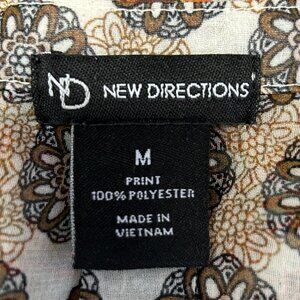 ND NEW DIRECTIONS
M
PRINT
100% POLYESTER
MADE IN
VIETNAM